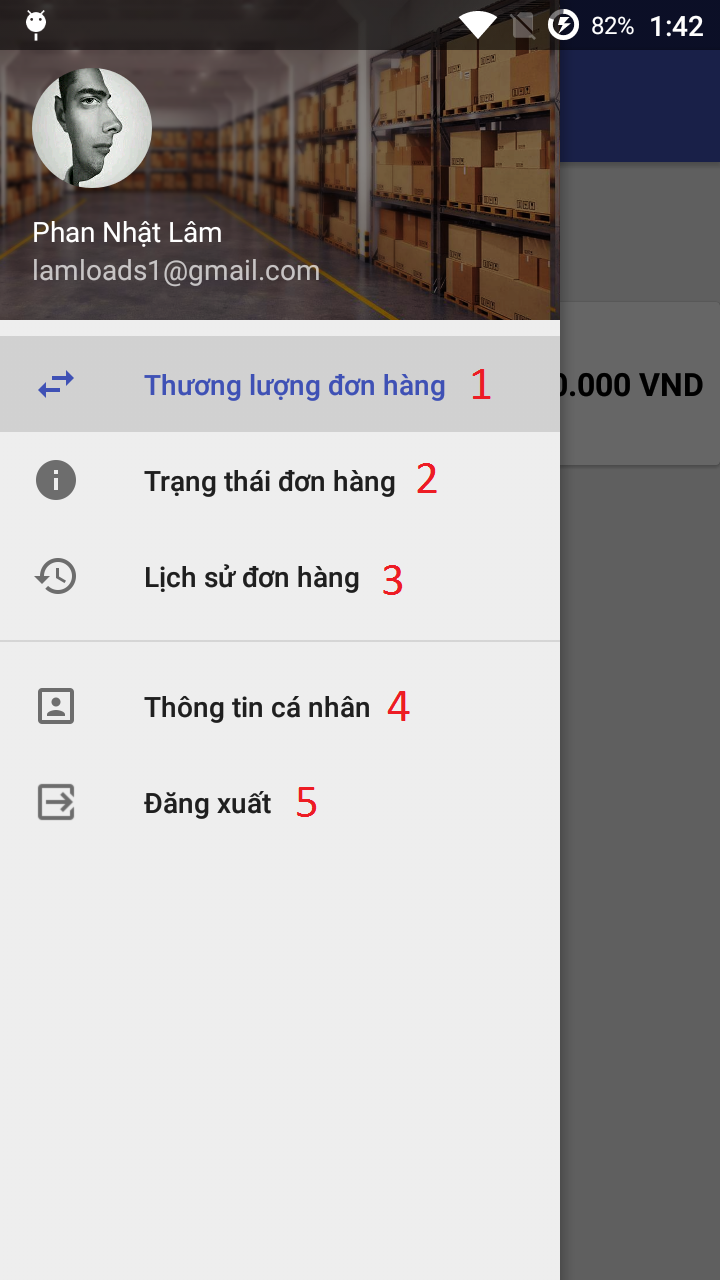 82% 1:42
Phan Nhật Lâm
lamloads1@gmail.com
Thương lượng đơn hàng 1
.000 VND
Trạng thái đơn hàng 2
Lịch sử đơn hàng 3
Thông tin cá nhân 4
Đăng xuất 5